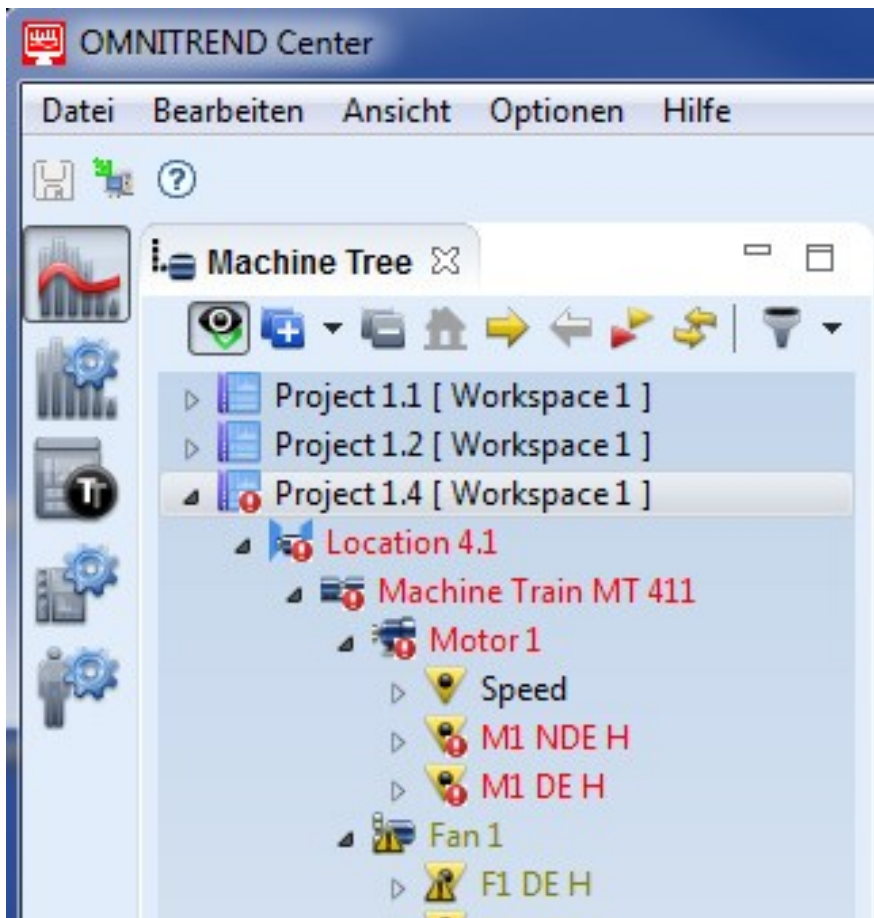 OMNITREND Center
Datei Bearbeiten Ansicht Optionen Hilfe
Machine Tree
Project 1.1 [ Workspace 1 ]
Project 1.2 [ Workspace 1 ]
Project 1.4 [ Workspace 1 ]
Location 4.1
Machine Train MT 411
Motor 1
Speed
M1 NDE H
M1 DE H
Fan 1
F1 DE H